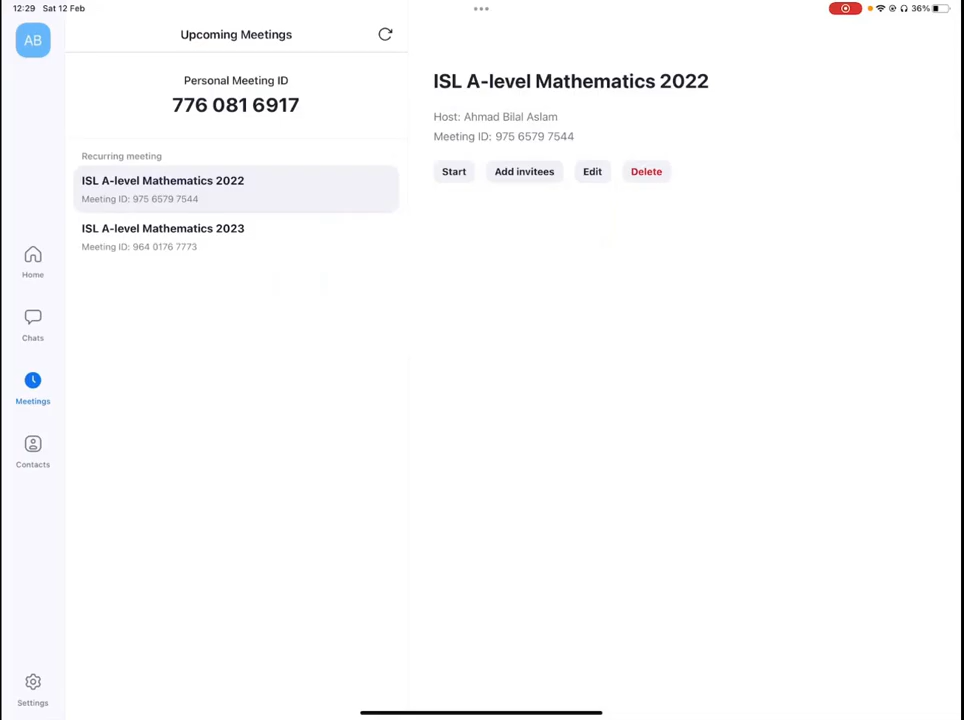 12:29 Sat 12 Feb
36%
AB
Upcoming Meetings
Personal Meeting ID
776 081 6917
Recurring meeting
ISL A-level Mathematics 2022
Meeting ID: 975 6579 7544
ISL A-level Mathematics 2023
Meeting ID: 964 0176 7773
Home
Chats
Meetings
Contacts
Settings
ISL A-level Mathematics 2022
Host: Ahmad Bilal Aslam
Meeting ID: 975 6579 7544
Start Add invitees Edit Delete